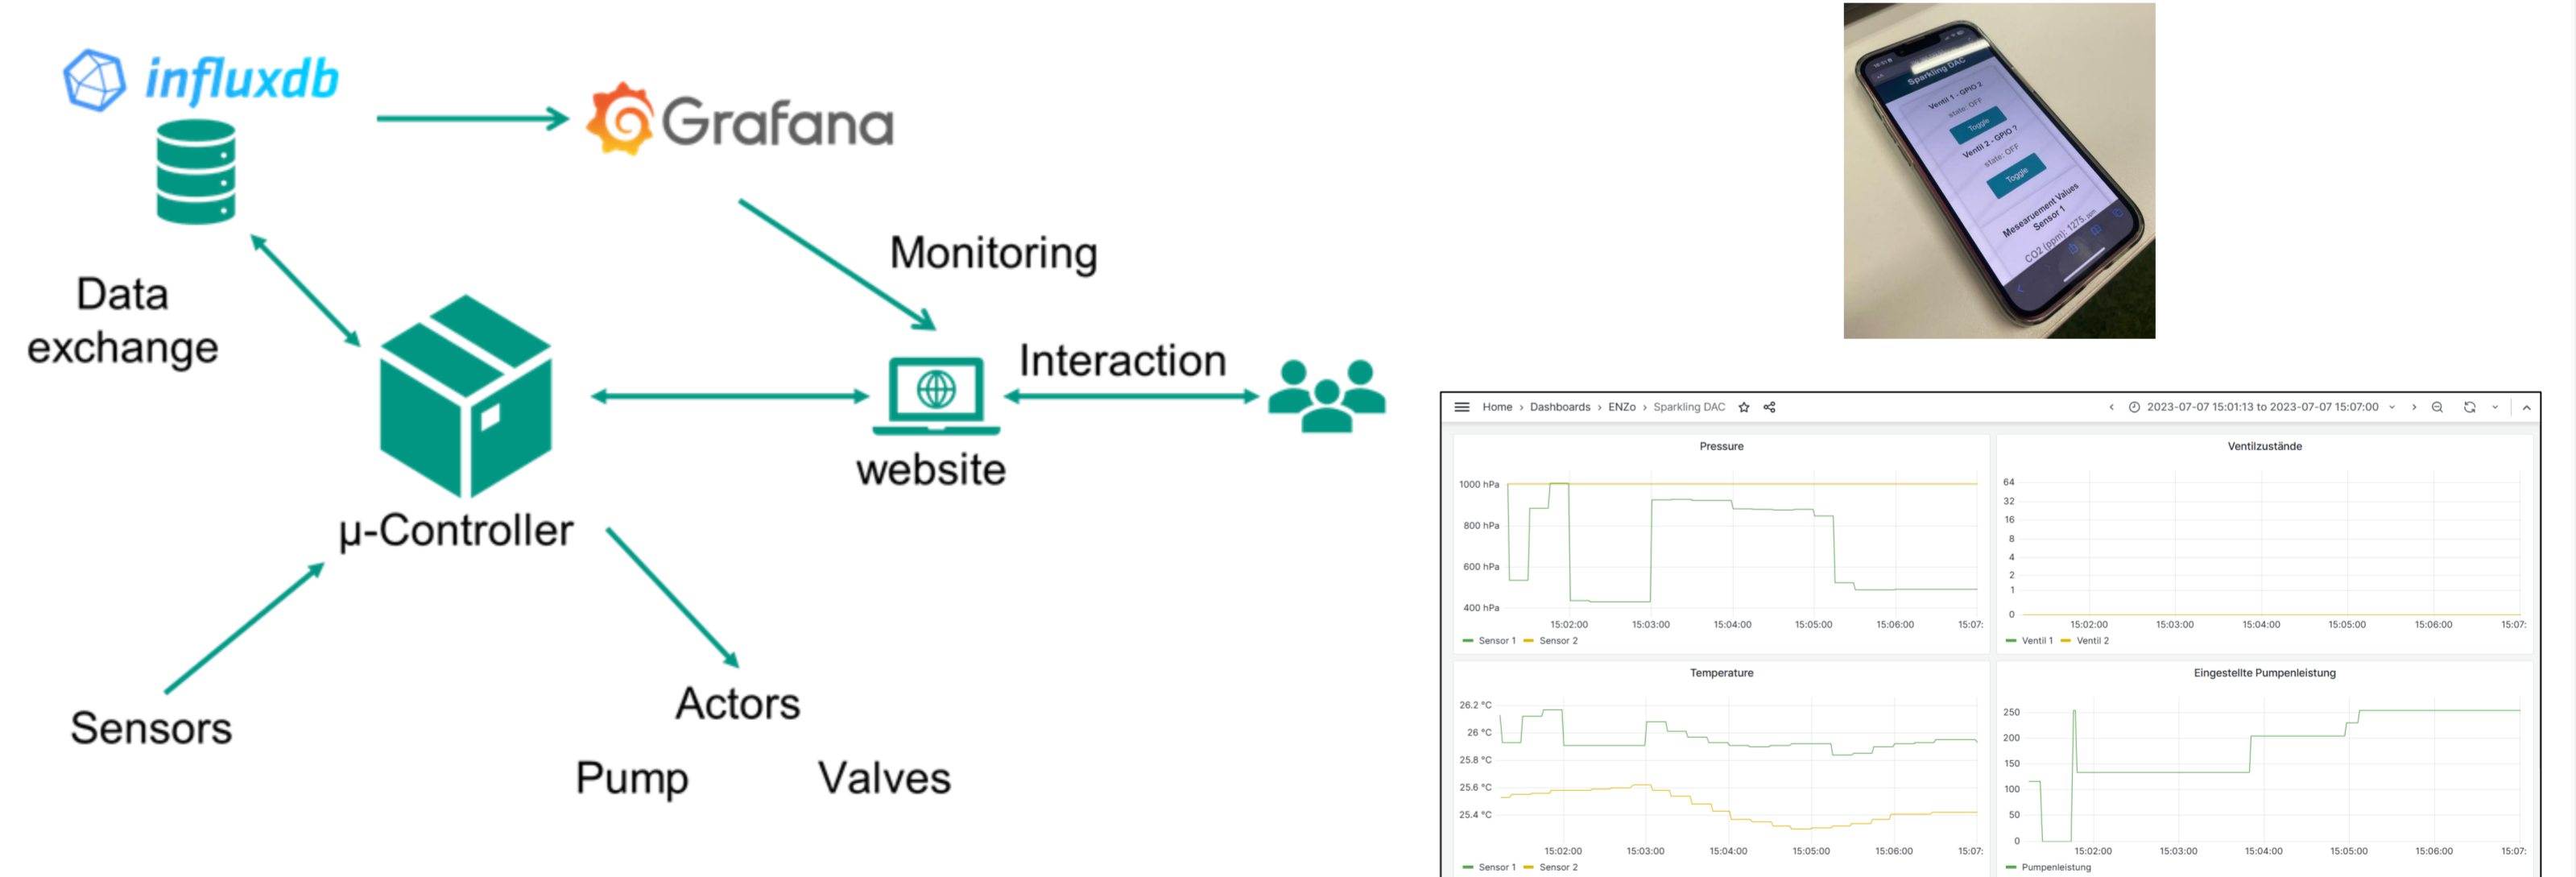 influxdb
Grafana
Monitoring
Data
exchange
Interaction
website
µ-Controller
Sensors
Actors
Pump Valves
Sparkling DAC
Ventil 1 - GPIO 2
state: OFF
Toggle
Ventil 2 - GPIO ?
state: OFF
Toggle
Mesearuement Values
Sensor 1
CO2 (ppm): 1275.
Home › Dashboards › ENZo › Sparkling DAC
2023-07-07 15:01:13 to 2023-07-07 15:07:00
Pressure
1000 hPa
800 hPa
600 hPa
400 hPa
15:02:00 15:03:00 15:04:00 15:05:00 15:06:00 15:07:
Sensor 1 Sensor 2
Ventilzustände
64
32
16
8
4
2
1
0
15:02:00 15:03:00 15:04:00 15:05:00 15:06:00 15:07:
Ventil 1 Ventil 2
Temperature
26.2 °C
26 °C
25.8 °C
25.6 °C
25.4 °C
15:02:00 15:03:00 15:04:00 15:05:00 15:06:00 15:07:
Sensor 1 Sensor 2
Eingestellte Pumpenleistung
250
200
150
100
50
0
15:02:00 15:03:00 15:04:00 15:05:00 15:06:00 15:07:
Pumpenleistung